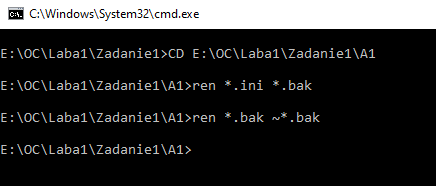 C:\Windows\System32\cmd.exe
E:\OC\Laba1\Zadanie1>CD E:\OC\Laba1\Zadanie1\A1
E:\OC\Laba1\Zadanie1\A1>ren *.ini *.bak
E:\OC\Laba1\Zadanie1\A1>ren *.bak ~*.bak
E:\OC\Laba1\Zadanie1\A1>